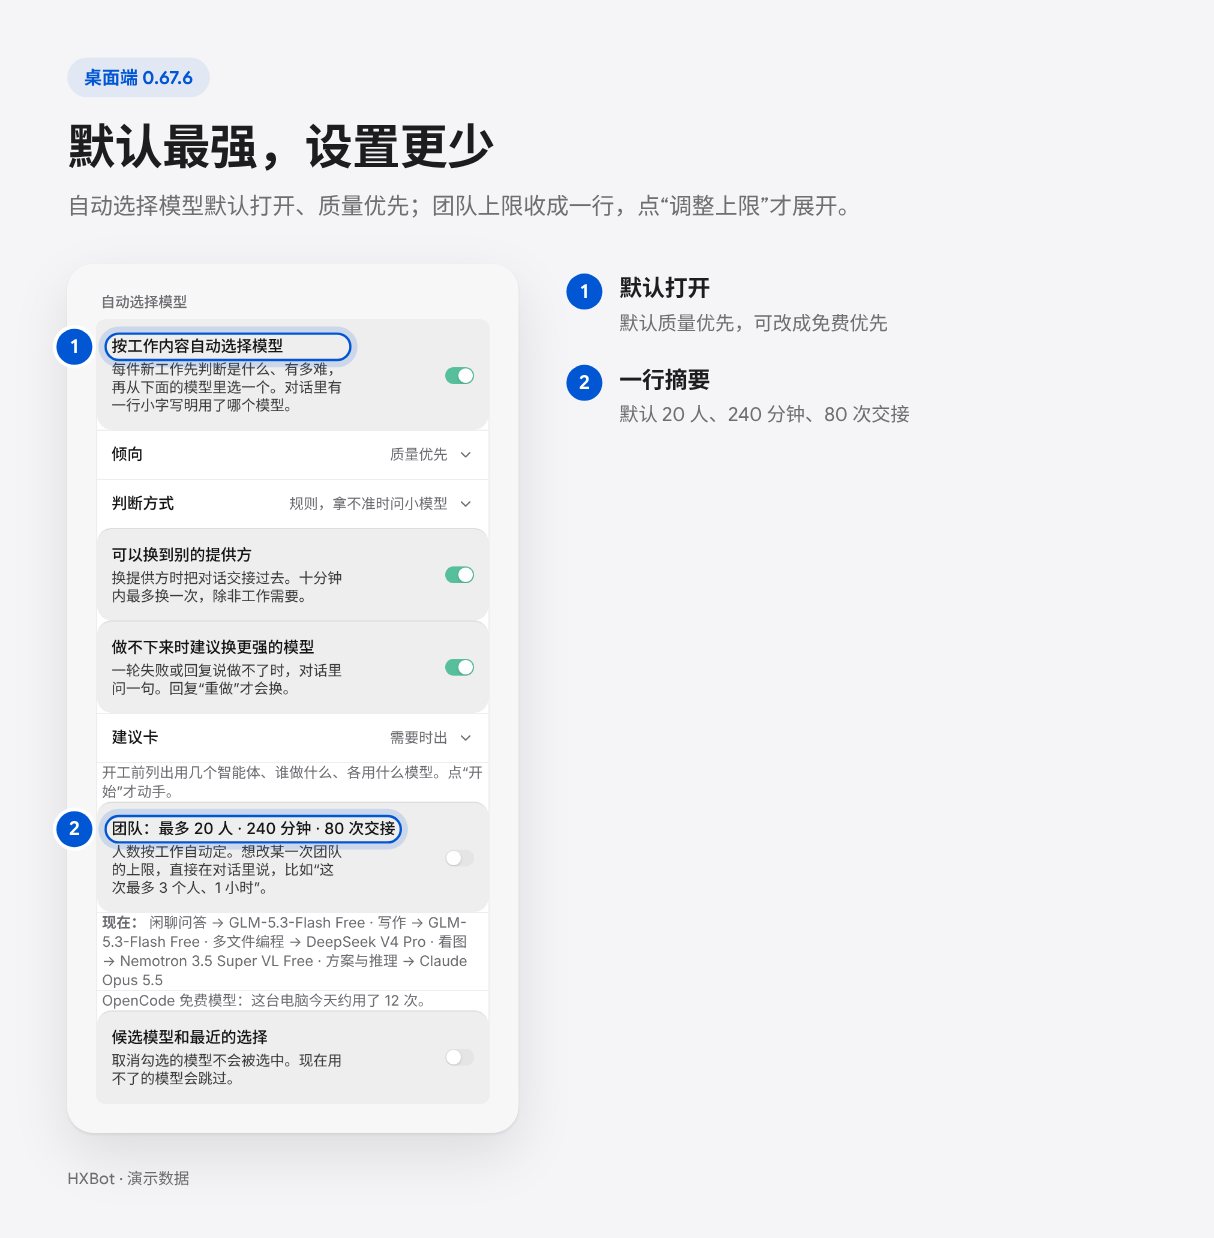 桌面端 0.67.6
默认最强，设置更少
自动选择模型默认打开、质量优先；团队上限收成一行，点“调整上限”才展开。
自动选择模型
1
按工作内容自动选择模型
每件新工作先判断是什么、有多难，
再从下面的模型里选一个。对话里有
一行小字写明用了哪个模型。
倾向
质量优先
判断方式
规则，拿不准时问小模型
可以换到别的提供方
换提供方时把对话交接过去。十分钟
内最多换一次，除非工作需要。
做不下来时建议换更强的模型
一轮失败或回复说做不了时，对话里
问一句。回复“重做”才会换。
建议卡
需要时出
开工前列出用几个智能体、谁做什么、各用什么模型。点“开
始”才动手。
2
团队：最多 20 人 · 240 分钟 · 80 次交接
人数按工作自动定。想改某一次团队
的上限，直接在对话里说，比如“这
次最多 3 个人、1 小时”。
现在： 闲聊问答 → GLM-5.3-Flash Free · 写作 → GLM-
5.3-Flash Free · 多文件编程 → DeepSeek V4 Pro · 看图
→ Nemotron 3.5 Super VL Free · 方案与推理 → Claude
Opus 5.5
OpenCode 免费模型：这台电脑今天约用了 12 次。
候选模型和最近的选择
取消勾选的模型不会被选中。现在用
不了的模型会跳过。
1
默认打开
默认质量优先，可改成免费优先
2
一行摘要
默认 20 人、240 分钟、80 次交接
HXBot · 演示数据